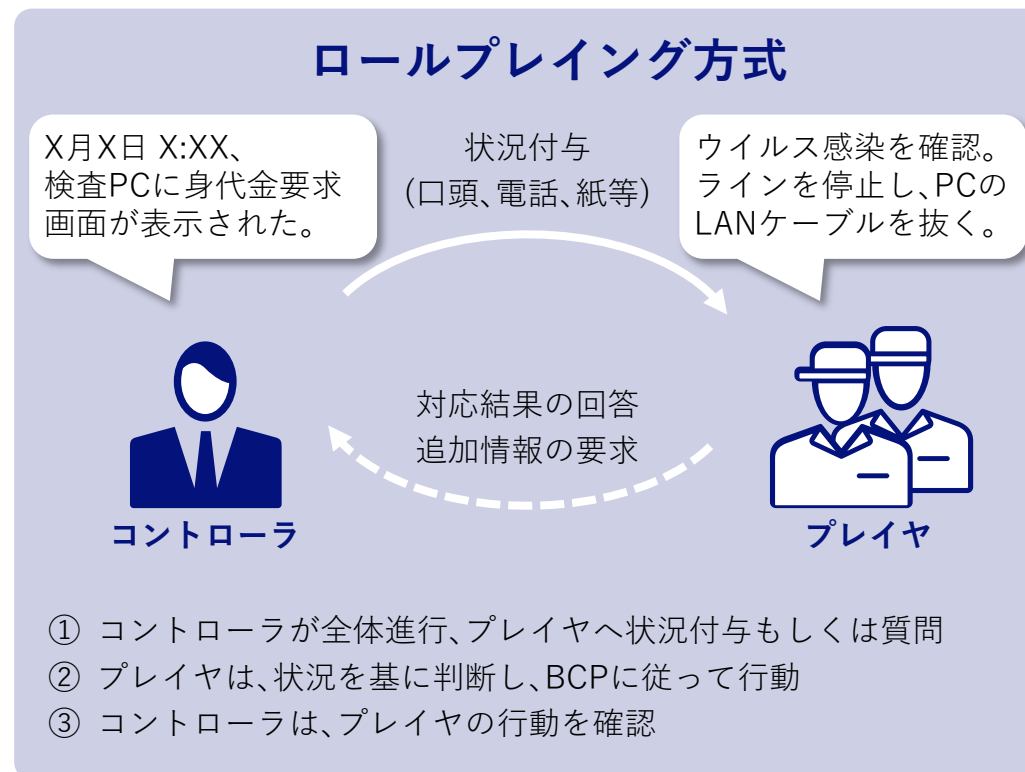 ロールプレイング方式
X月X日 X:XX、
検査PCに身代金要求
画面が表示された。
状況付与
(口頭、電話、紙等)
ウイルス感染を確認。
ラインを停止し、PCの
LANケーブルを抜く。
対応結果の回答
追加情報の要求
コントローラ
プレイヤ
① コントローラが全体進行、プレイヤへ状況付与もしくは質問
② プレイヤは、状況を基に判断し、BCPに従って行動
③ コントローラは、プレイヤの行動を確認